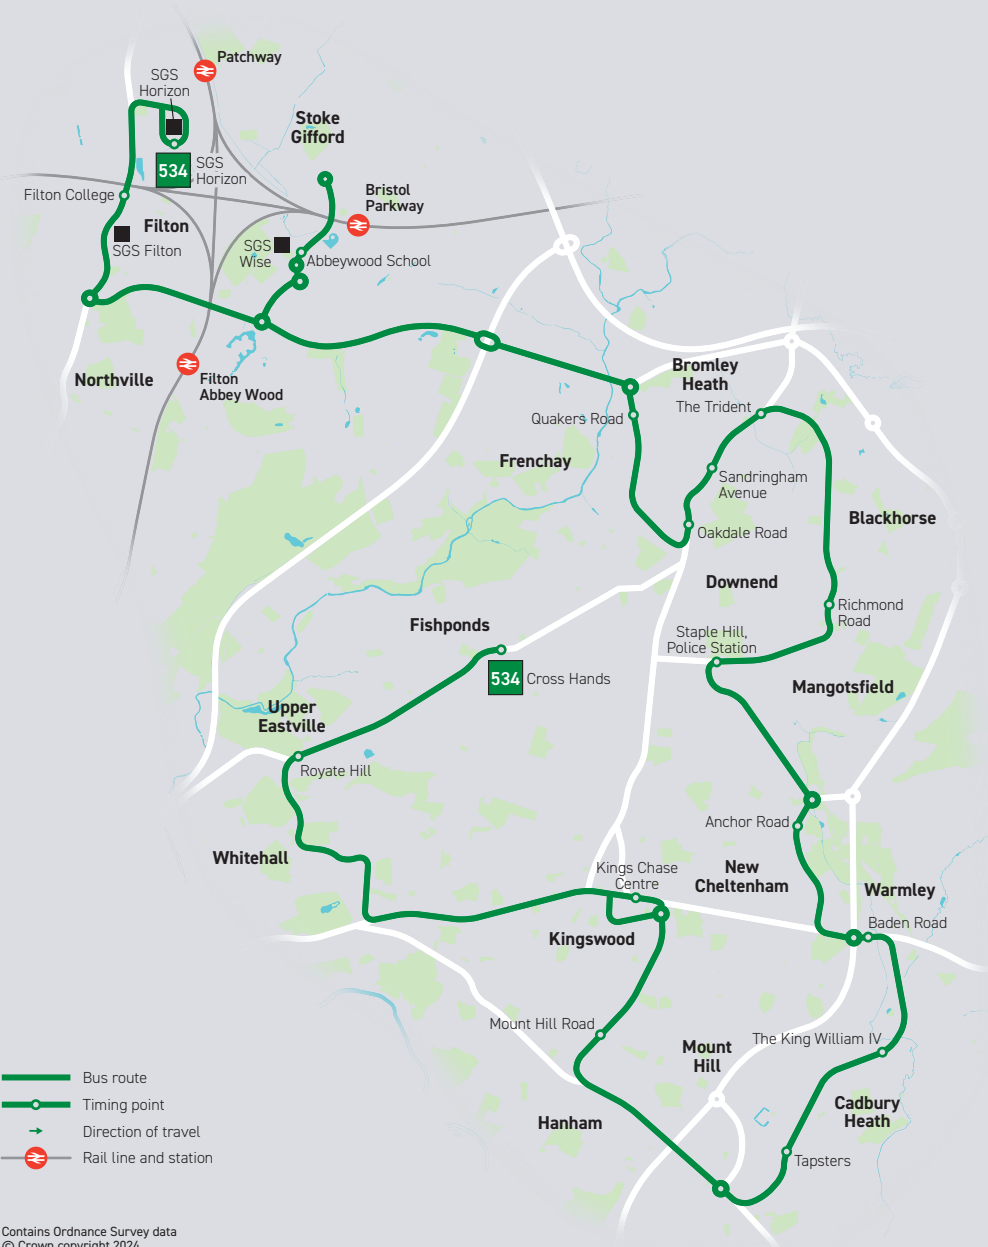 Patchway
SGS
Horizon
Stoke
Gifford
534
SGS
Horizon
Bristol
Parkway
Filton College
Filton
SGS Filton
SGS
Wise
Abbeywood School
Northville
Filton
Abbey Wood
Bromley
Heath
The Trident
Quakers Road
Frenchay
Sandringham
Avenue
Blackhorse
Oakdale Road
Downend
Richmond
Road
Fishponds
Staple Hill,
Police Station
534
Cross Hands
Mangotsfield
Upper
Eastville
Royate Hill
Anchor Road
Whitehall
Kings Chase
Centre
New
Cheltenham
Warmley
Baden Road
Kingswood
Mount Hill Road
The King William IV
Mount
Hill
Cadbury
Heath
Hanham
Tapsters
Bus route
Timing point
Direction of travel
Rail line and station
Contains Ordnance Survey data
© Crown copyright 2024